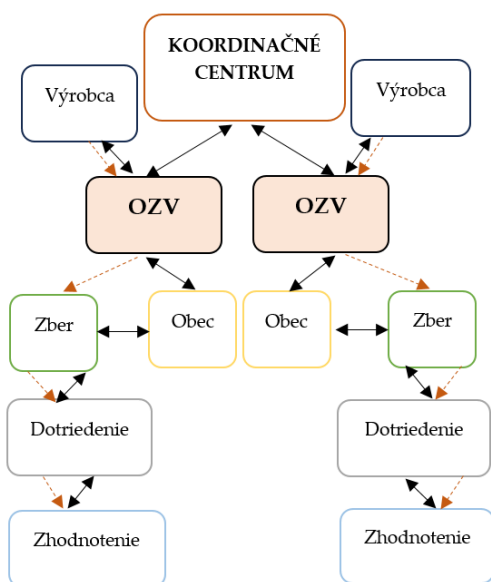 KOORDINAČNÉ
CENTRUM
Výrobca
Výrobca
OZV
OZV
Zber
Obec
Obec
Zber
Dotriedenie
Dotriedenie
Zhodnotenie
Zhodnotenie